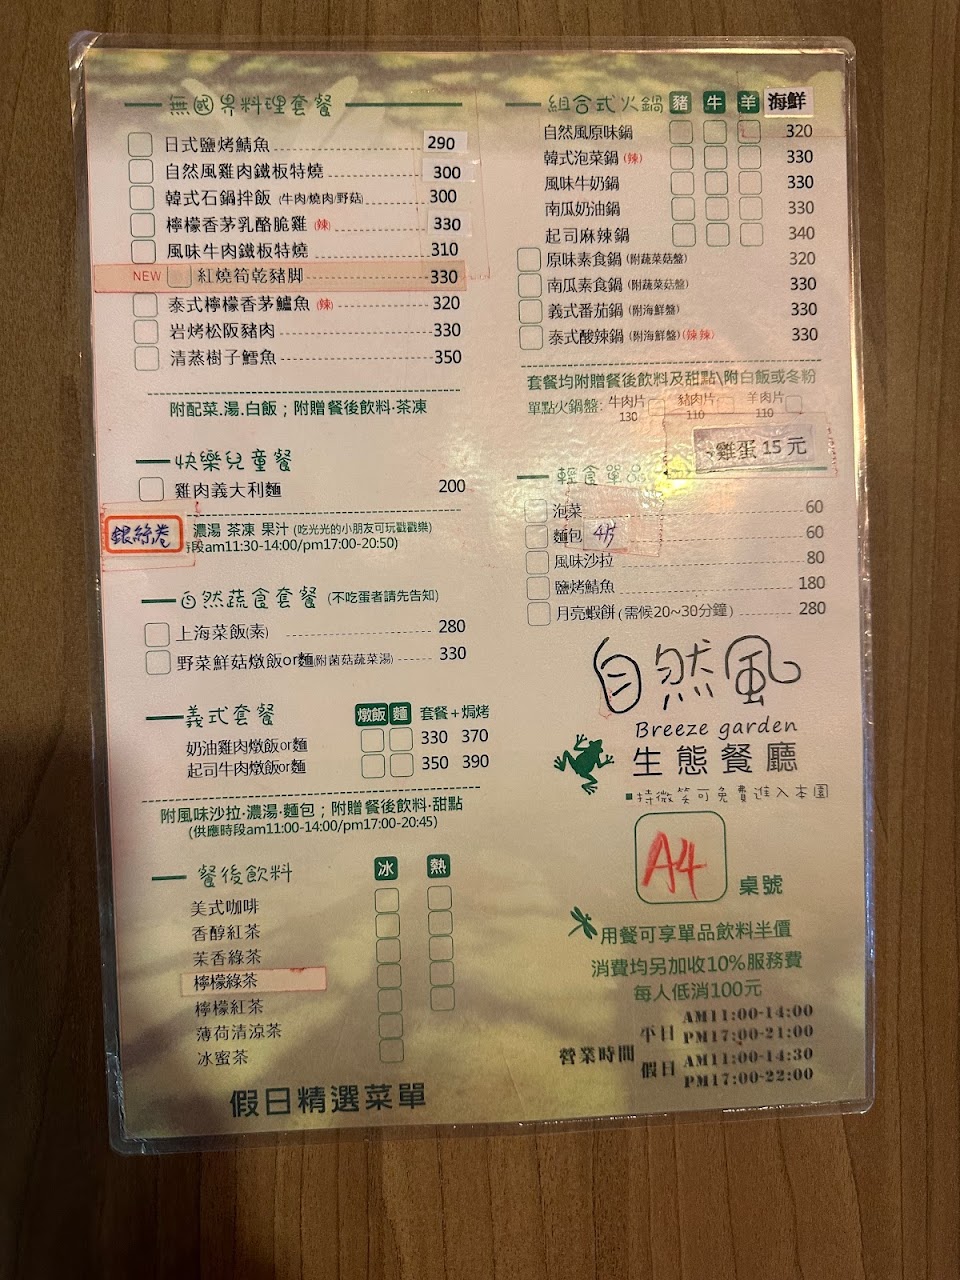 無國界料理套餐
日式鹽烤鯖魚 290
自然風雞肉鐵板特燒 300
韓式石鍋拌飯 (牛肉/燒肉/野菇) 300
檸檬香茅乳酪脆雞 (辣) 330
風味牛肉鐵板特燒 310
NEW 紅燒筍乾豬脚 330
泰式檸檬香茅鱸魚 (辣) 320
岩烤松阪豬肉 330
清蒸樹子鱈魚 350
附配菜.湯.白飯；附贈餐後飲料·茶凍
快樂兒童餐
雞肉義大利麵 200
銀絲卷 濃湯 茶凍 果汁 (吃光光的小朋友可玩戳戳樂)
時段am11:30-14:00/pm17:00-20:50)
自然蔬食套餐 (不吃蛋者請先告知)
上海菜飯(素) 280
野菜鮮菇燉飯or麵(附菌菇蔬菜湯) 330
義式套餐 燉飯 麵 套餐+焗烤
奶油雞肉燉飯or麵 330 370
起司牛肉燉飯or麵 350 390
附風味沙拉·濃湯·麵包；附贈餐後飲料·甜點
(供應時段am11:00-14:00/pm17:00-20:45)
餐後飲料 冰 熱
美式咖啡
香醇紅茶
茉香綠茶
檸檬綠茶
檸檬紅茶
薄荷清涼茶
冰蜜茶
假日精選菜單
組合式火鍋 豬 牛 羊 海鮮
自然風原味鍋 320
韓式泡菜鍋 (辣) 330
風味牛奶鍋 330
南瓜奶油鍋 330
起司麻辣鍋 340
原味素食鍋 (附蔬菜菇盤) 320
南瓜素食鍋 (附蔬菜菇盤) 330
義式番茄鍋 (附海鮮盤) 330
泰式酸辣鍋 (附海鮮盤) (辣辣) 330
套餐均附贈餐後飲料及甜點\附白飯或冬粉
單點火鍋盤: 牛肉片 豬肉片 羊肉片
130 110 110
雞蛋 15 元
輕食單品
泡菜 60
麵包 4片 60
風味沙拉 80
鹽烤鯖魚 180
月亮蝦餅 (需候20~30分鐘) 280
自然風
Breeze garden
生態餐廳
■持微笑可免費進入本園
A4 桌號
用餐可享單品飲料半價
消費均另加收10%服務費
每人低消100元
營業時間 平日 AM11:00-14:00
PM17:00-21:00
假日 AM11:00-14:30
PM17:00-22:00